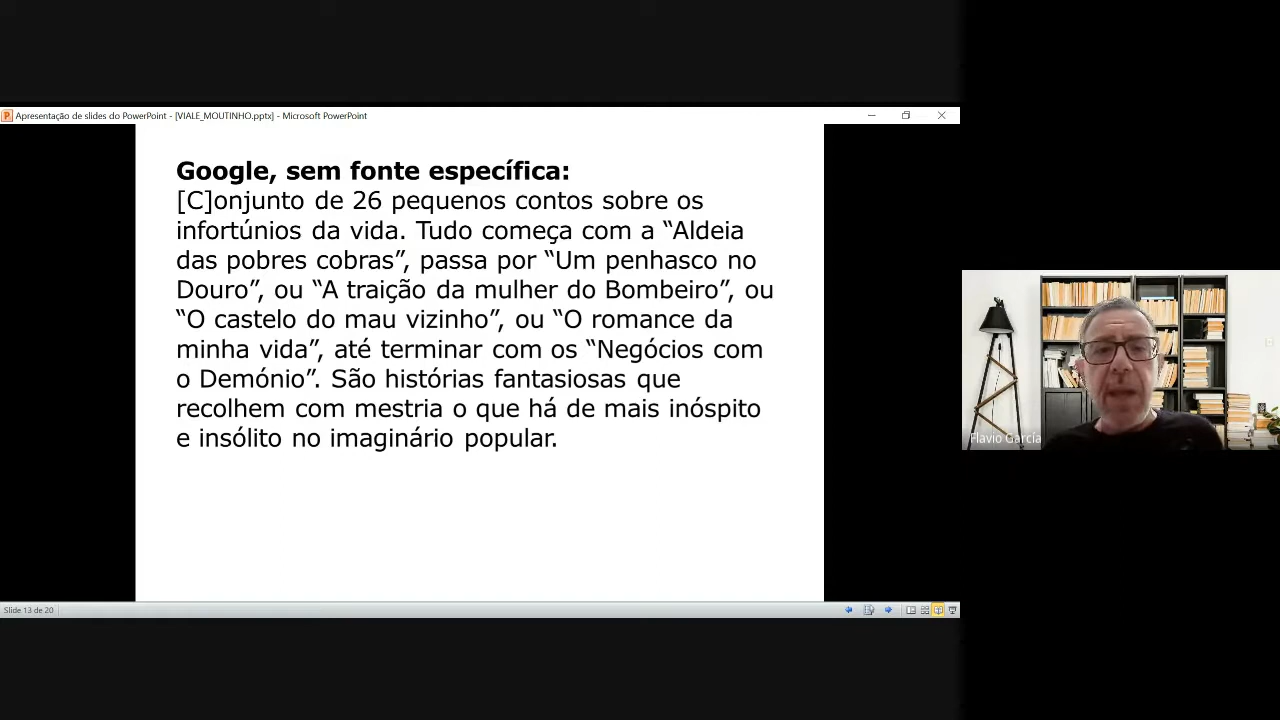 Apresentação de slides do PowerPoint - [VIALE_MOUTINHO.pptx] - Microsoft PowerPoint
Google, sem fonte específica:
[C]onjunto de 26 pequenos contos sobre os
infortúnios da vida. Tudo começa com a “Aldeia
das pobres cobras”, passa por “Um penhasco no
Douro”, ou “A traição da mulher do Bombeiro”, ou
“O castelo do mau vizinho”, ou “O romance da
minha vida”, até terminar com os “Negócios com
o Demónio”. São histórias fantasiosas que
recolhem com mestria o que há de mais inóspito
e insólito no imaginário popular.
Flavio García
Slide 13 de 20